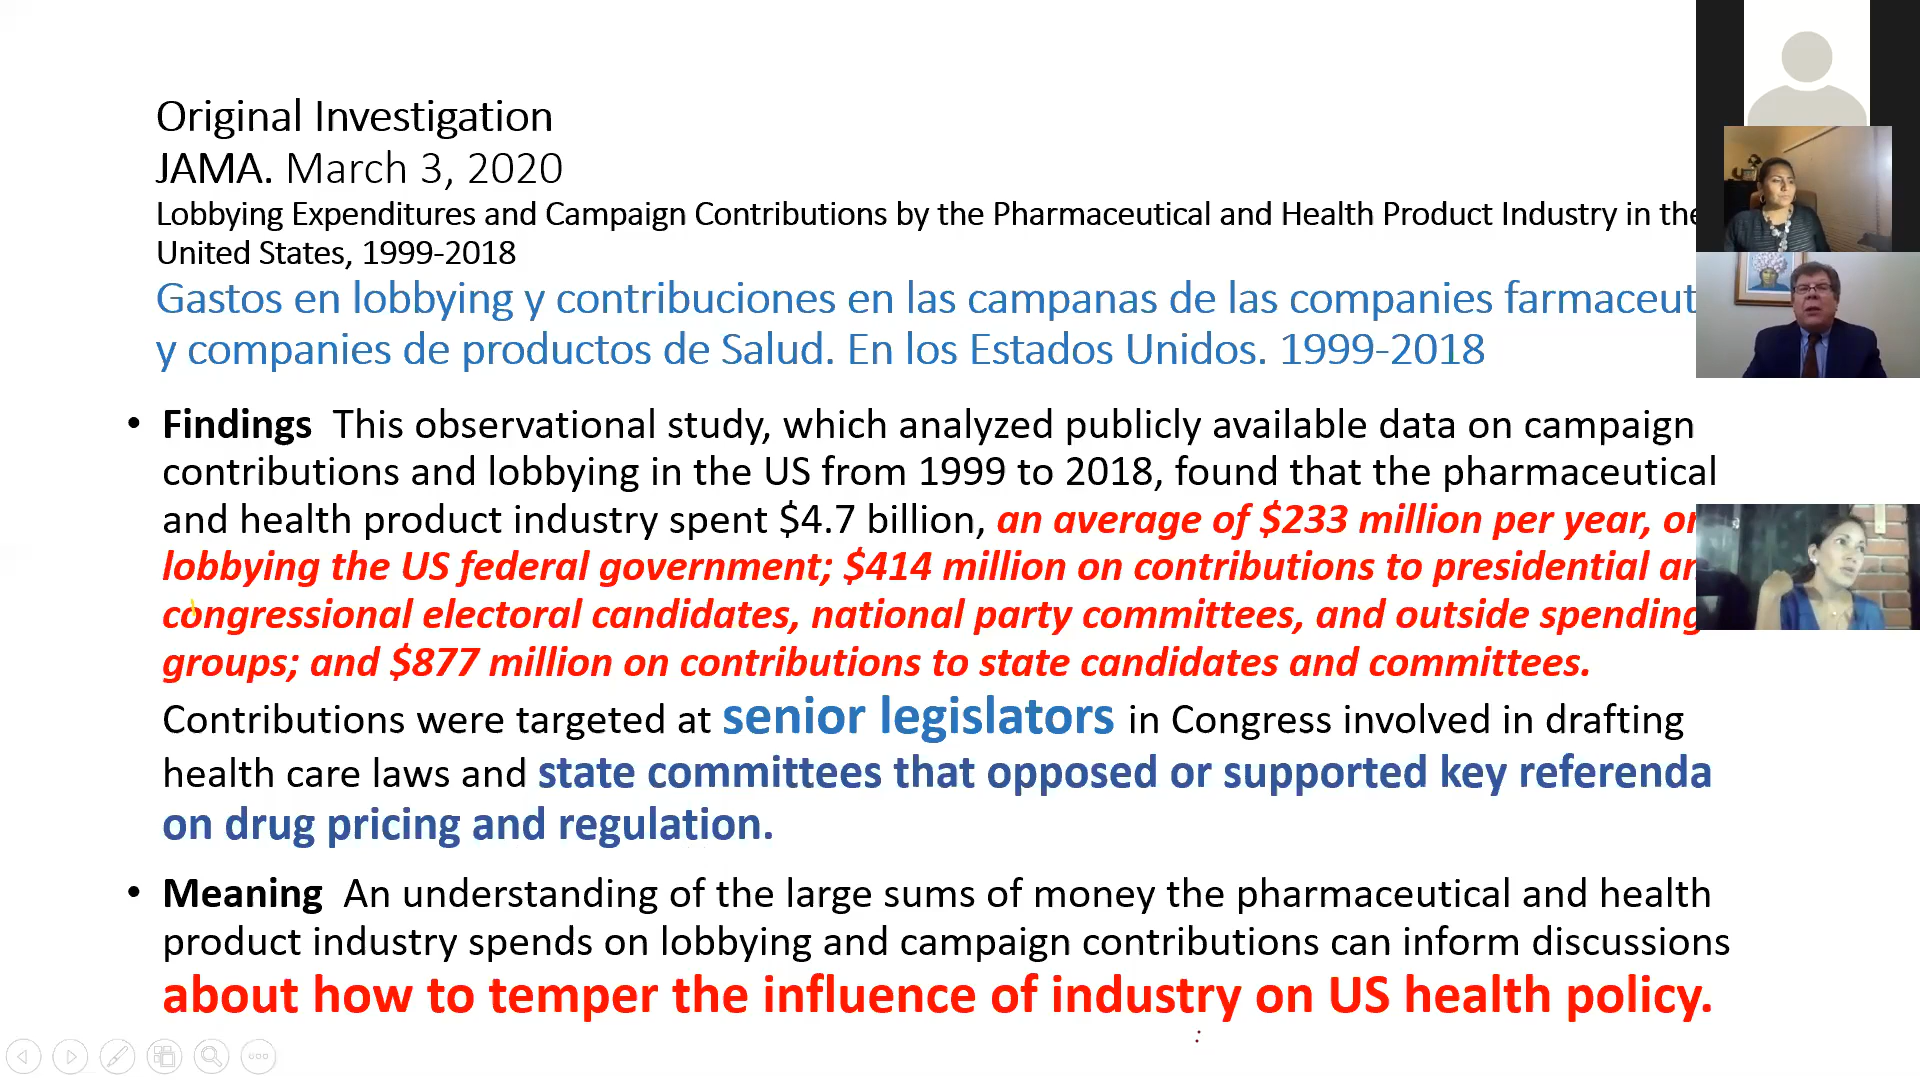 Original Investigation
JAMA. March 3, 2020
Lobbying Expenditures and Campaign Contributions by the Pharmaceutical and Health Product Industry in the
United States, 1999-2018
Gastos en lobbying y contribuciones en las campanas de las companies farmaceut
y companies de productos de Salud. En los Estados Unidos. 1999-2018
• Findings This observational study, which analyzed publicly available data on campaign
contributions and lobbying in the US from 1999 to 2018, found that the pharmaceutical
and health product industry spent $4.7 billion, an average of $233 million per year, on
lobbying the US federal government; $414 million on contributions to presidential an
congressional electoral candidates, national party committees, and outside spending
groups; and $877 million on contributions to state candidates and committees.
Contributions were targeted at senior legislators in Congress involved in drafting
health care laws and state committees that opposed or supported key referenda
on drug pricing and regulation.
• Meaning An understanding of the large sums of money the pharmaceutical and health
product industry spends on lobbying and campaign contributions can inform discussions
about how to temper the influence of industry on US health policy.